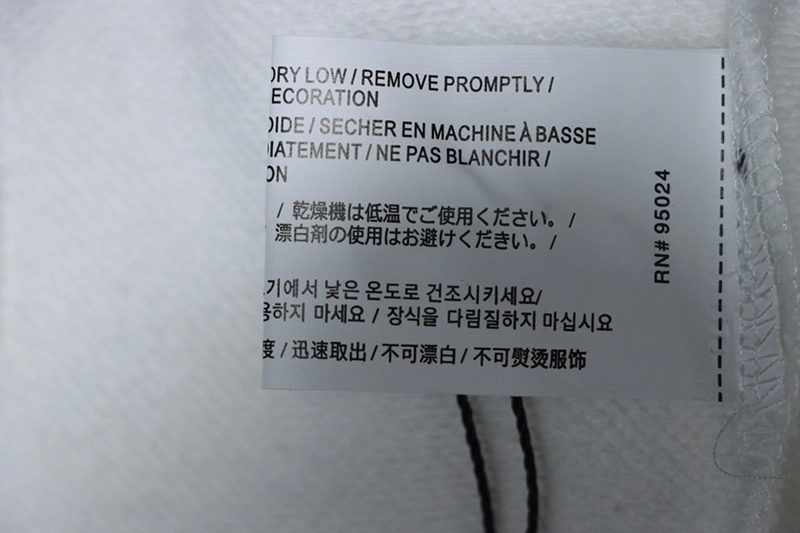 DRY LOW / REMOVE PROMPTLY /
ECORATION
OIDE / SECHER EN MACHINE À BASSE
DIATEMENT / NE PAS BLANCHIR /
ON
/ 乾燥機は低温でご使用ください。 /
/ 漂白剤の使用はお避けください。 /
기에서 낮은 온도로 건조시키세요/
용하지 마세요 / 장식을 다림질하지 마십시요
度 / 迅速取出 / 不可漂白 / 不可熨烫服饰
RN# 95024